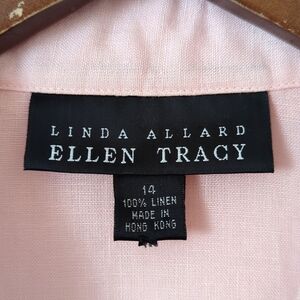 LINDA ALLARD
ELLEN TRACY
14
100% LINEN
MADE IN
HONG KONG